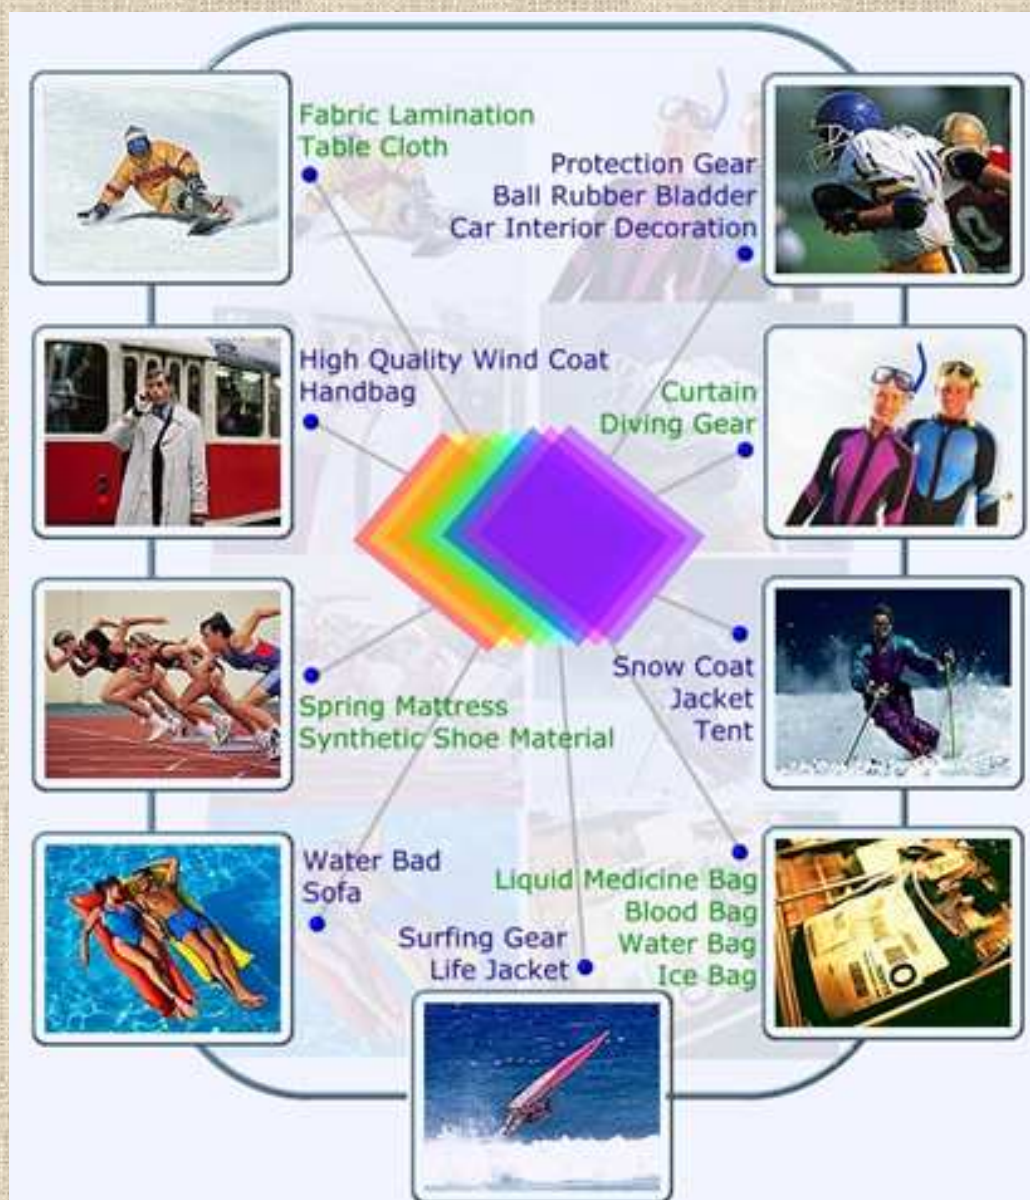 Fabric Lamination
Table Cloth
Protection Gear
Ball Rubber Bladder
Car Interior Decoration
High Quality Wind Coat
Handbag
Curtain
Diving Gear
Spring Mattress
Synthetic Shoe Material
Snow Coat
Jacket
Tent
Water Bad
Sofa
Surfing Gear
Life Jacket
Liquid Medicine Bag
Blood Bag
Water Bag
Ice Bag